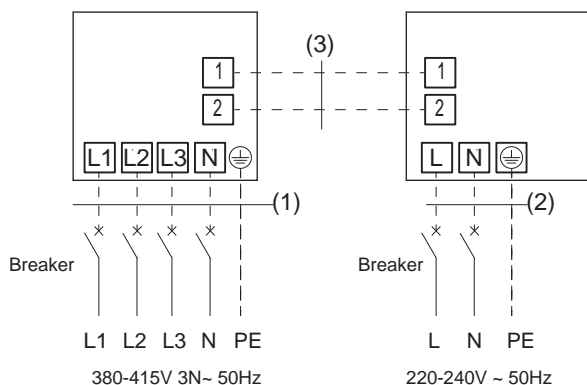 (3)
1 1
2 2
L1 L2 L3 N L N
(1) (2)
Breaker Breaker
L1 L2 L3 N PE L N PE
380-415V 3N~ 50Hz 220-240V ~ 50Hz